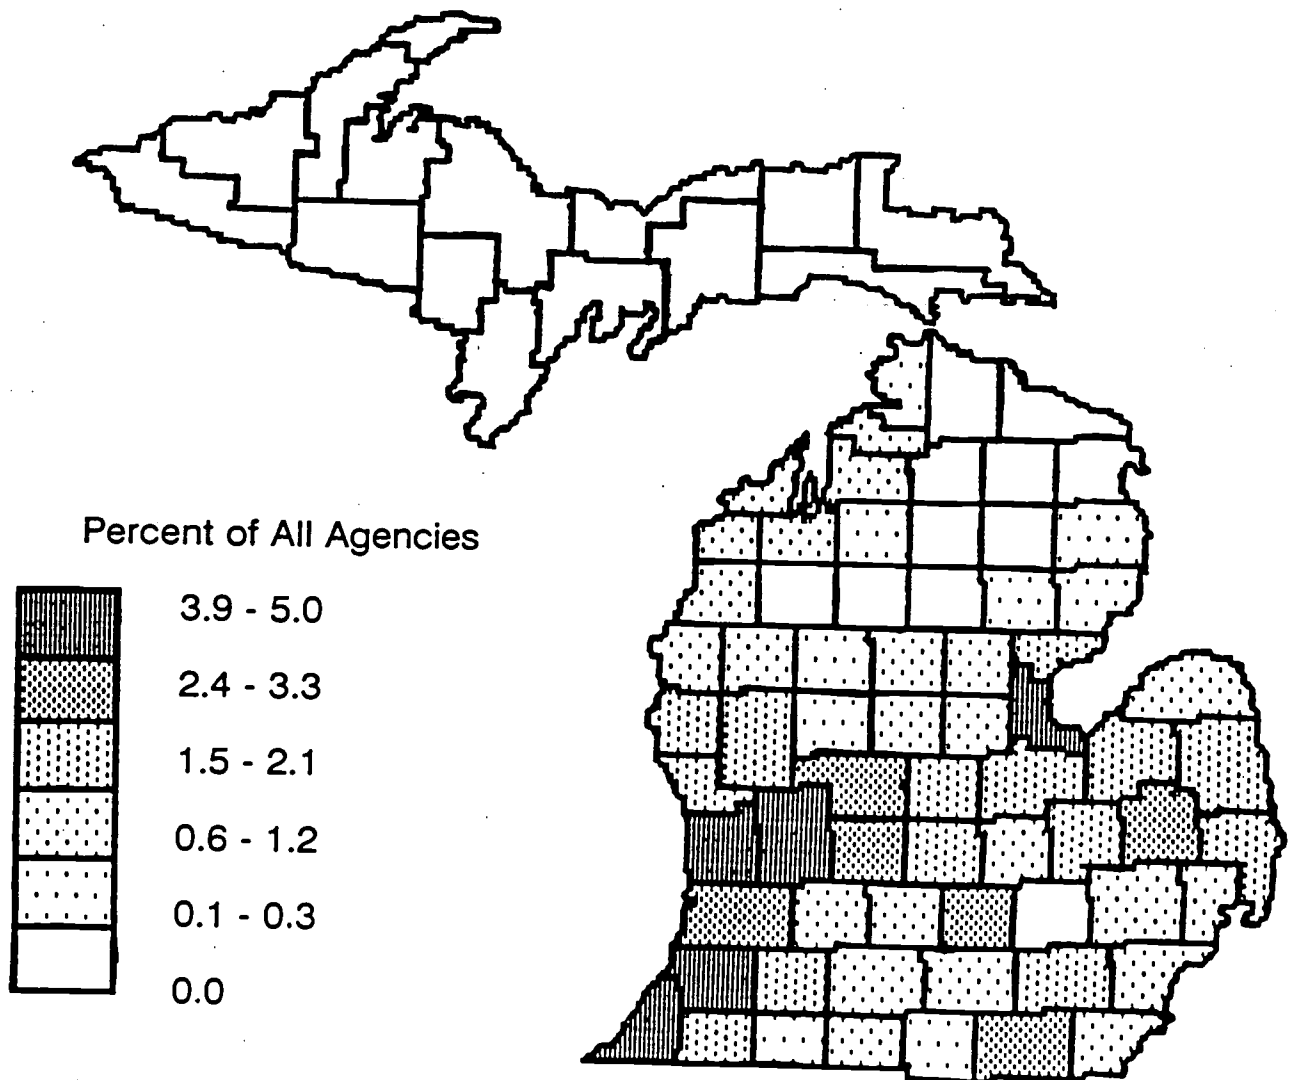 Percent of All Agencies
3.9 - 5.0
2.4 - 3.3
1.5 - 2.1
0.6 - 1.2
0.1 - 0.3
0.0